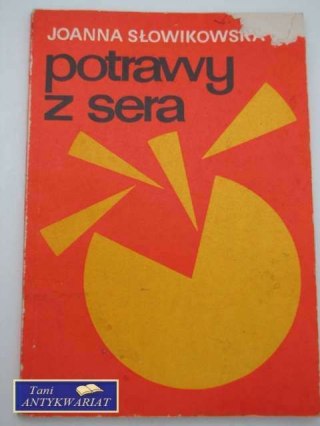 JOANNA SŁOWIKOWSKA
potrawy
z sera
Tani
ANTYKWARIAT